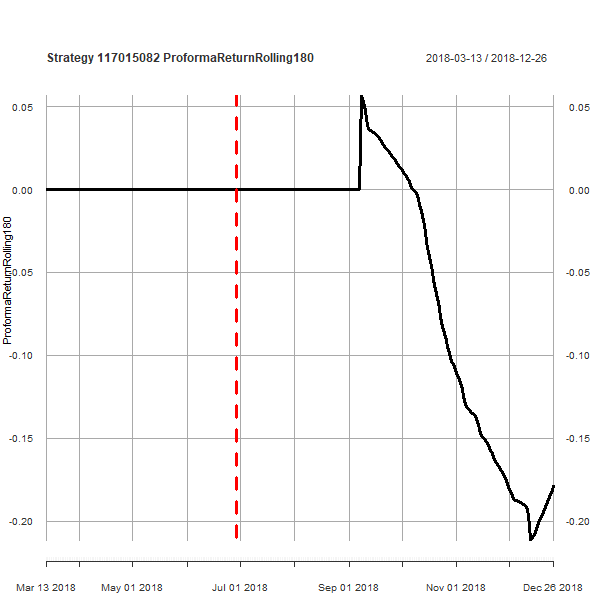 Strategy 117015082 ProformaReturnRolling180
2018-03-13 / 2018-12-26
0.05
0.05
0.00
0.00
-0.05
-0.05
-0.10
-0.10
-0.15
-0.15
-0.20
-0.20
ProformaReturnRolling180
Mar 13 2018
May 01 2018
Jul 01 2018
Sep 01 2018
Nov 01 2018
Dec 26 2018